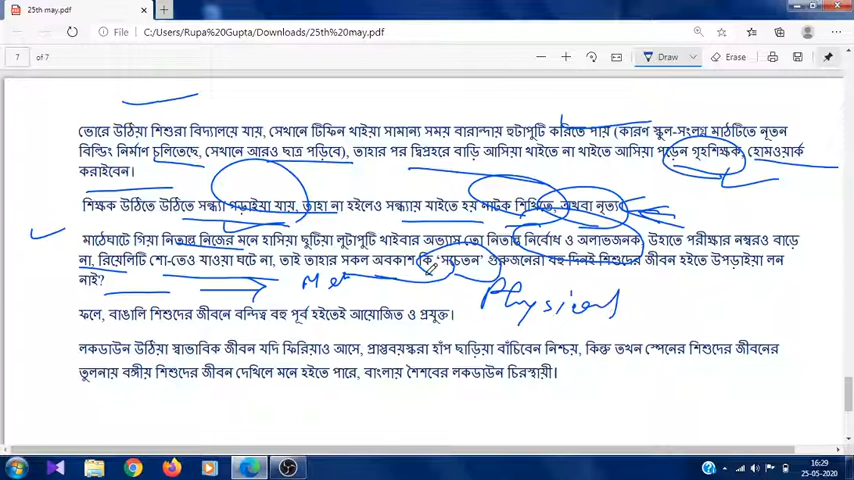 25th may.pdf
File C:/Users/Rupa%20Gupta/Downloads/25th%20may.pdf
7 of 7
Draw Erase
ভোরে উঠিয়া শিশুরা বিদ্যালয়ে যায়, সেখানে টিফিন খাইয়া সামান্য সময় বারান্দায় হুটাপুটি করিতে পায় (কারণ স্কুল-সংলগ্ন মাঠটিতে নূতন
বিল্ডিং নির্মাণ চলিতেছে, সেখানে আরও ছাত্র পড়িবে), তাহার পর দ্বিপ্রহরে বাড়ি আসিয়া খাইতে না খাইতে আসিয়া পড়েন গৃহশিক্ষক, হোমওয়ার্ক
করাইবেন।
শিক্ষক উঠিতে উঠিতে সন্ধ্যা গড়াইয়া যায়, তাহা না হইলেও সন্ধ্যায় যাইতে হয় নাটক শিখিতে, অথবা নৃত্য
মাঠেঘাটে গিয়া নিতান্ত নিজের মনে হাসিয়া ছুটিয়া লুটাপুটি খাইবার অভ্যাস তো নিতান্ত নির্বোধ ও অলাভজনক, উহাতে পরীক্ষার নম্বরও বাড়ে
না, রিয়েলিটি শো-তেও যাওয়া ঘটে না, তাই তাহার সকল অবকাশ কি 'সচেতন' গুরুজনেরা বহু দিনই শিশুদের জীবন হইতে উপড়াইয়া লন
নাই?
Physical
ফলে, বাঙালি শিশুদের জীবনে বন্দিত্ব বহু পূর্ব হইতেই আয়োজিত ও প্রযুক্ত।
লকডাউন উঠিয়া স্বাভাবিক জীবন যদি ফিরিয়াও আসে, প্রাপ্তবয়স্করা হাঁপ ছাড়িয়া বাঁচিবেন নিশ্চয়, কিন্তু তখন স্পেনের শিশুদের জীবনের
তুলনায় বঙ্গীয় শিশুদের জীবন দেখিলে মনে হইতে পারে, বাংলায় শৈশবের লকডাউন চিরস্থায়ী।
16:29
25-05-2020